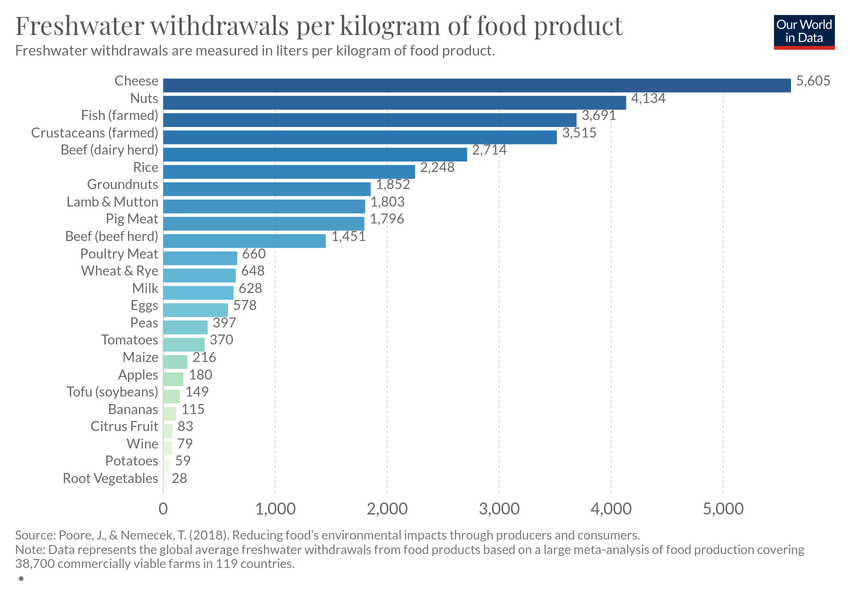 Freshwater withdrawals per kilogram of food product
Our World
in Data
Freshwater withdrawals are measured in liters per kilogram of food product.
Cheese 5,605
Nuts 4,134
Fish (farmed) 3,691
Crustaceans (farmed) 3,515
Beef (dairy herd) 2,714
Rice 2,248
Groundnuts 1,852
Lamb & Mutton 1,803
Pig Meat 1,796
Beef (beef herd) 1,451
Poultry Meat 660
Wheat & Rye 648
Milk 628
Eggs 578
Peas 397
Tomatoes 370
Maize 216
Apples 180
Tofu (soybeans) 149
Bananas 115
Citrus Fruit 83
Wine 79
Potatoes 59
Root Vegetables 28
0 1,000 2,000 3,000 4,000 5,000
Source: Poore, J., & Nemecek, T. (2018). Reducing food's environmental impacts through producers and consumers.
Note: Data represents the global average freshwater withdrawals from food products based on a large meta-analysis of food production covering
38,700 commercially viable farms in 119 countries.
•